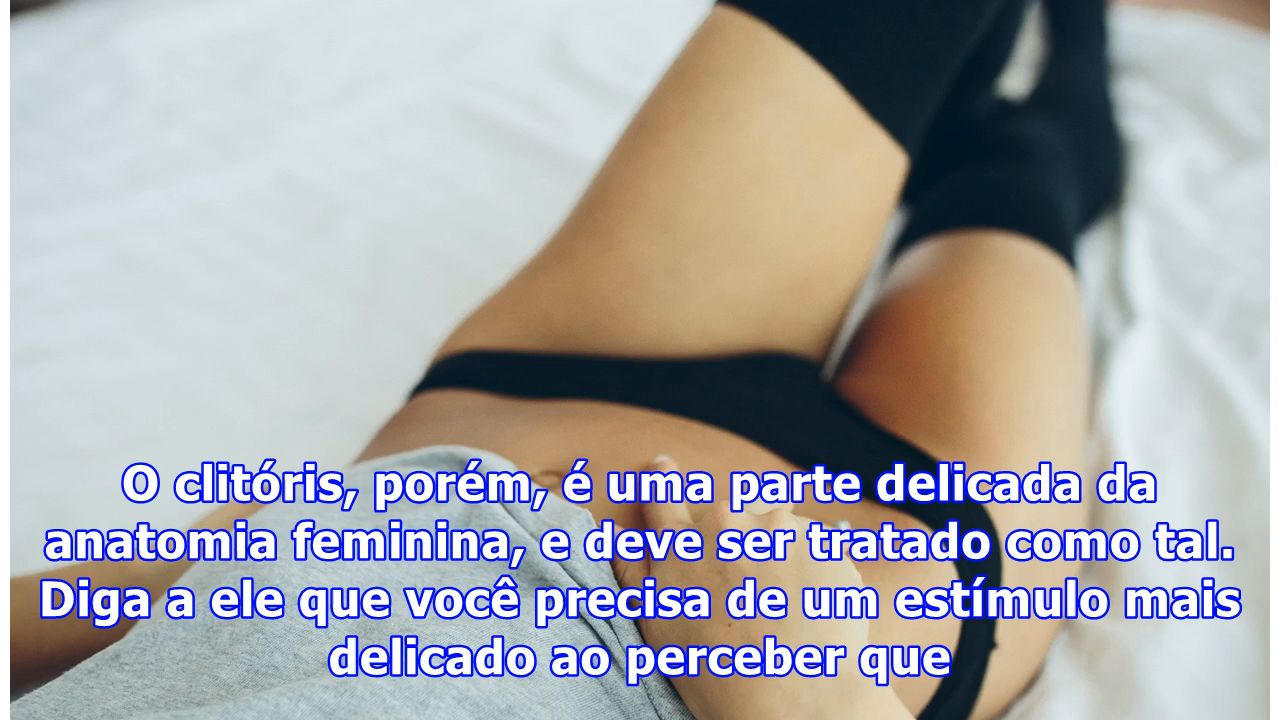 O clitóris, porém, é uma parte delicada da
anatomia feminina, e deve ser tratado como tal.
Diga a ele que você precisa de um estímulo mais
delicado ao perceber que